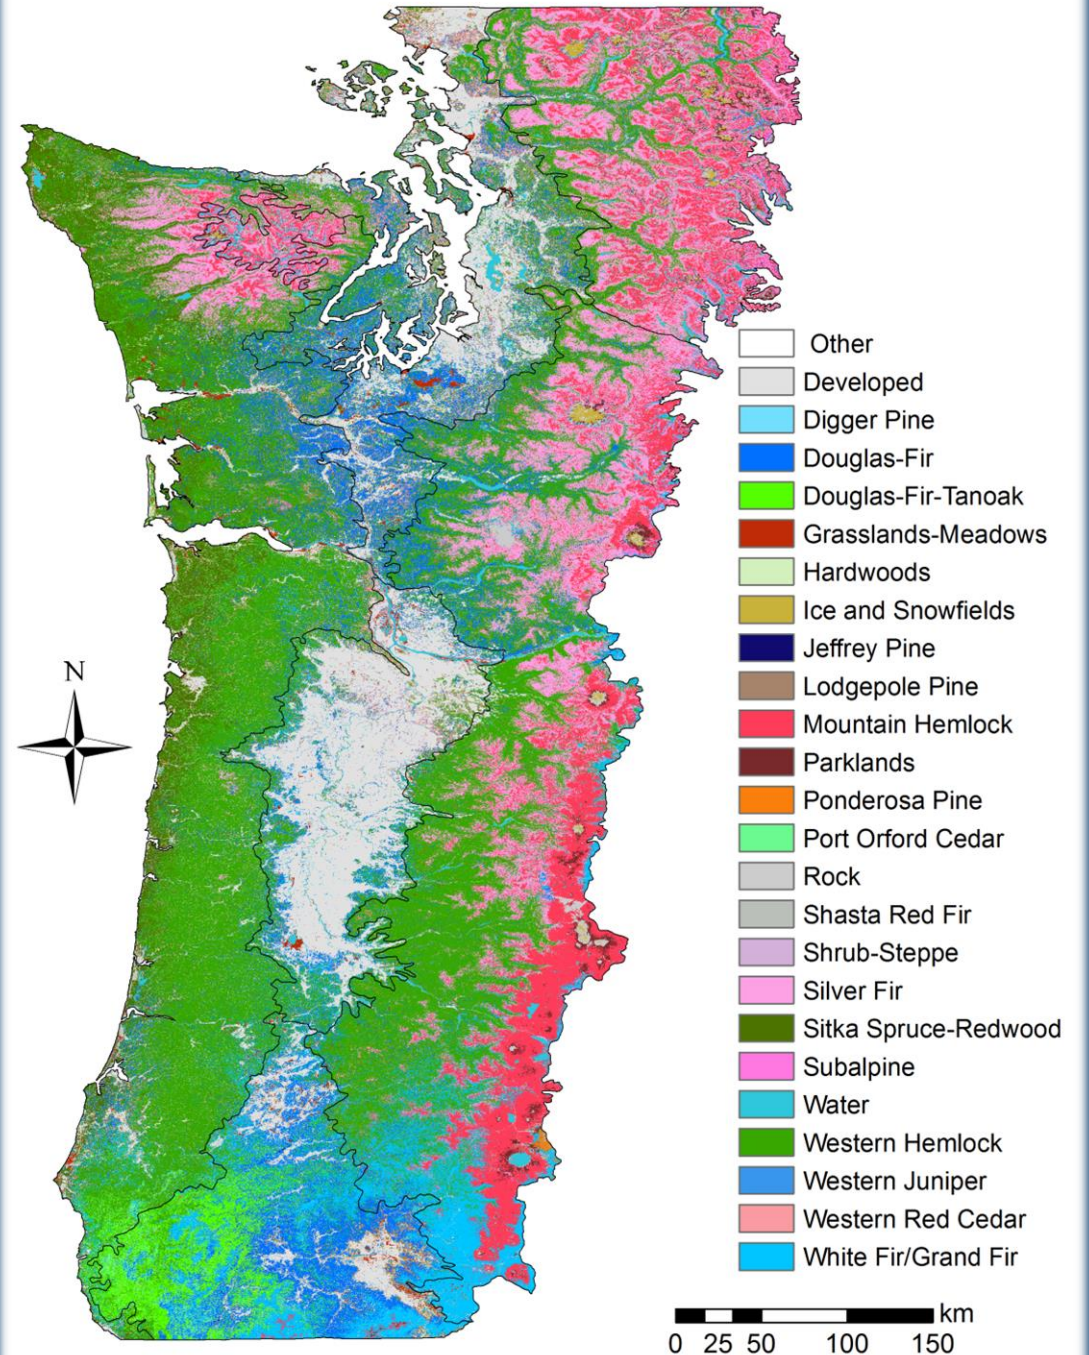 Other
Developed
Digger Pine
Douglas-Fir
Douglas-Fir-Tanoak
Grasslands-Meadows
Hardwoods
Ice and Snowfields
Jeffrey Pine
N
Lodgepole Pine
Mountain Hemlock
Parklands
Ponderosa Pine
Port Orford Cedar
Rock
Shasta Red Fir
Shrub-Steppe
Silver Fir
Sitka Spruce-Redwood
Subalpine
Water
Western Hemlock
Western Juniper
Western Red Cedar
White Fir/Grand Fir
km
0 25 50 100 150